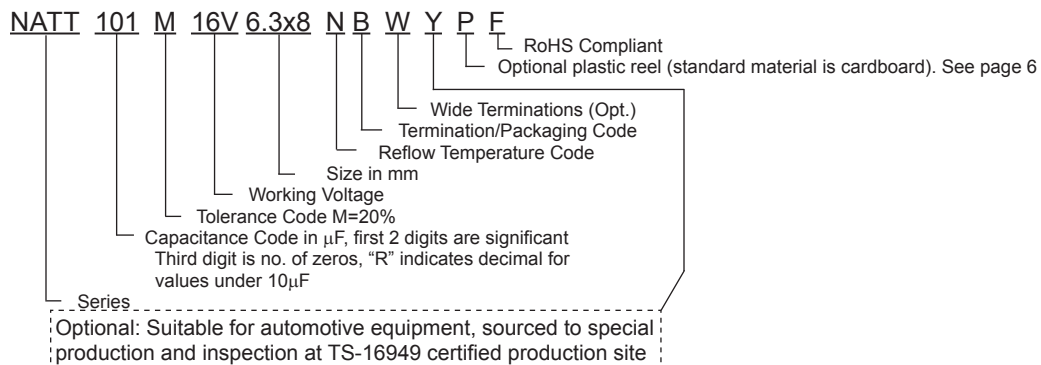 NATT 101 M 16V 6.3x8 N B W Y P F
RoHS Compliant
Optional plastic reel (standard material is cardboard). See page 6
Wide Terminations (Opt.)
Termination/Packaging Code
Reflow Temperature Code
Size in mm
Working Voltage
Tolerance Code M=20%
Capacitance Code in μF, first 2 digits are significant
Third digit is no. of zeros, “R” indicates decimal for
values under 10μF
Series
Optional: Suitable for automotive equipment, sourced to special
production and inspection at TS-16949 certified production site